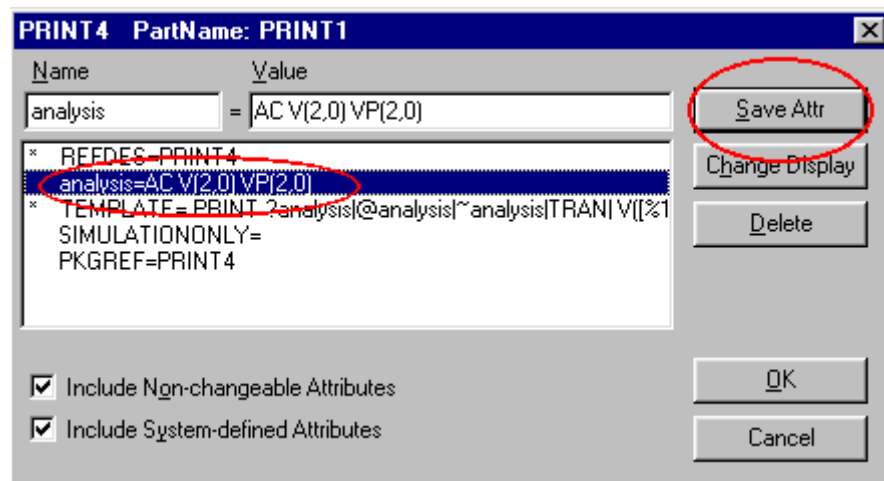 PRINT4 PartName: PRINT1
Name Value
analysis = AC V(2,0) VP(2,0)
Save Attr
* REFDES=PRINT4
Change Display
analysis=AC V(2,0) VP(2,0)
* TEMPLATE= PRINT ?analysis|@analysis|~analysis|TRAN| V([%1
Delete
SIMULATIONONLY=
PKGREF=PRINT4
Include Non-changeable Attributes
OK
Include System-defined Attributes
Cancel